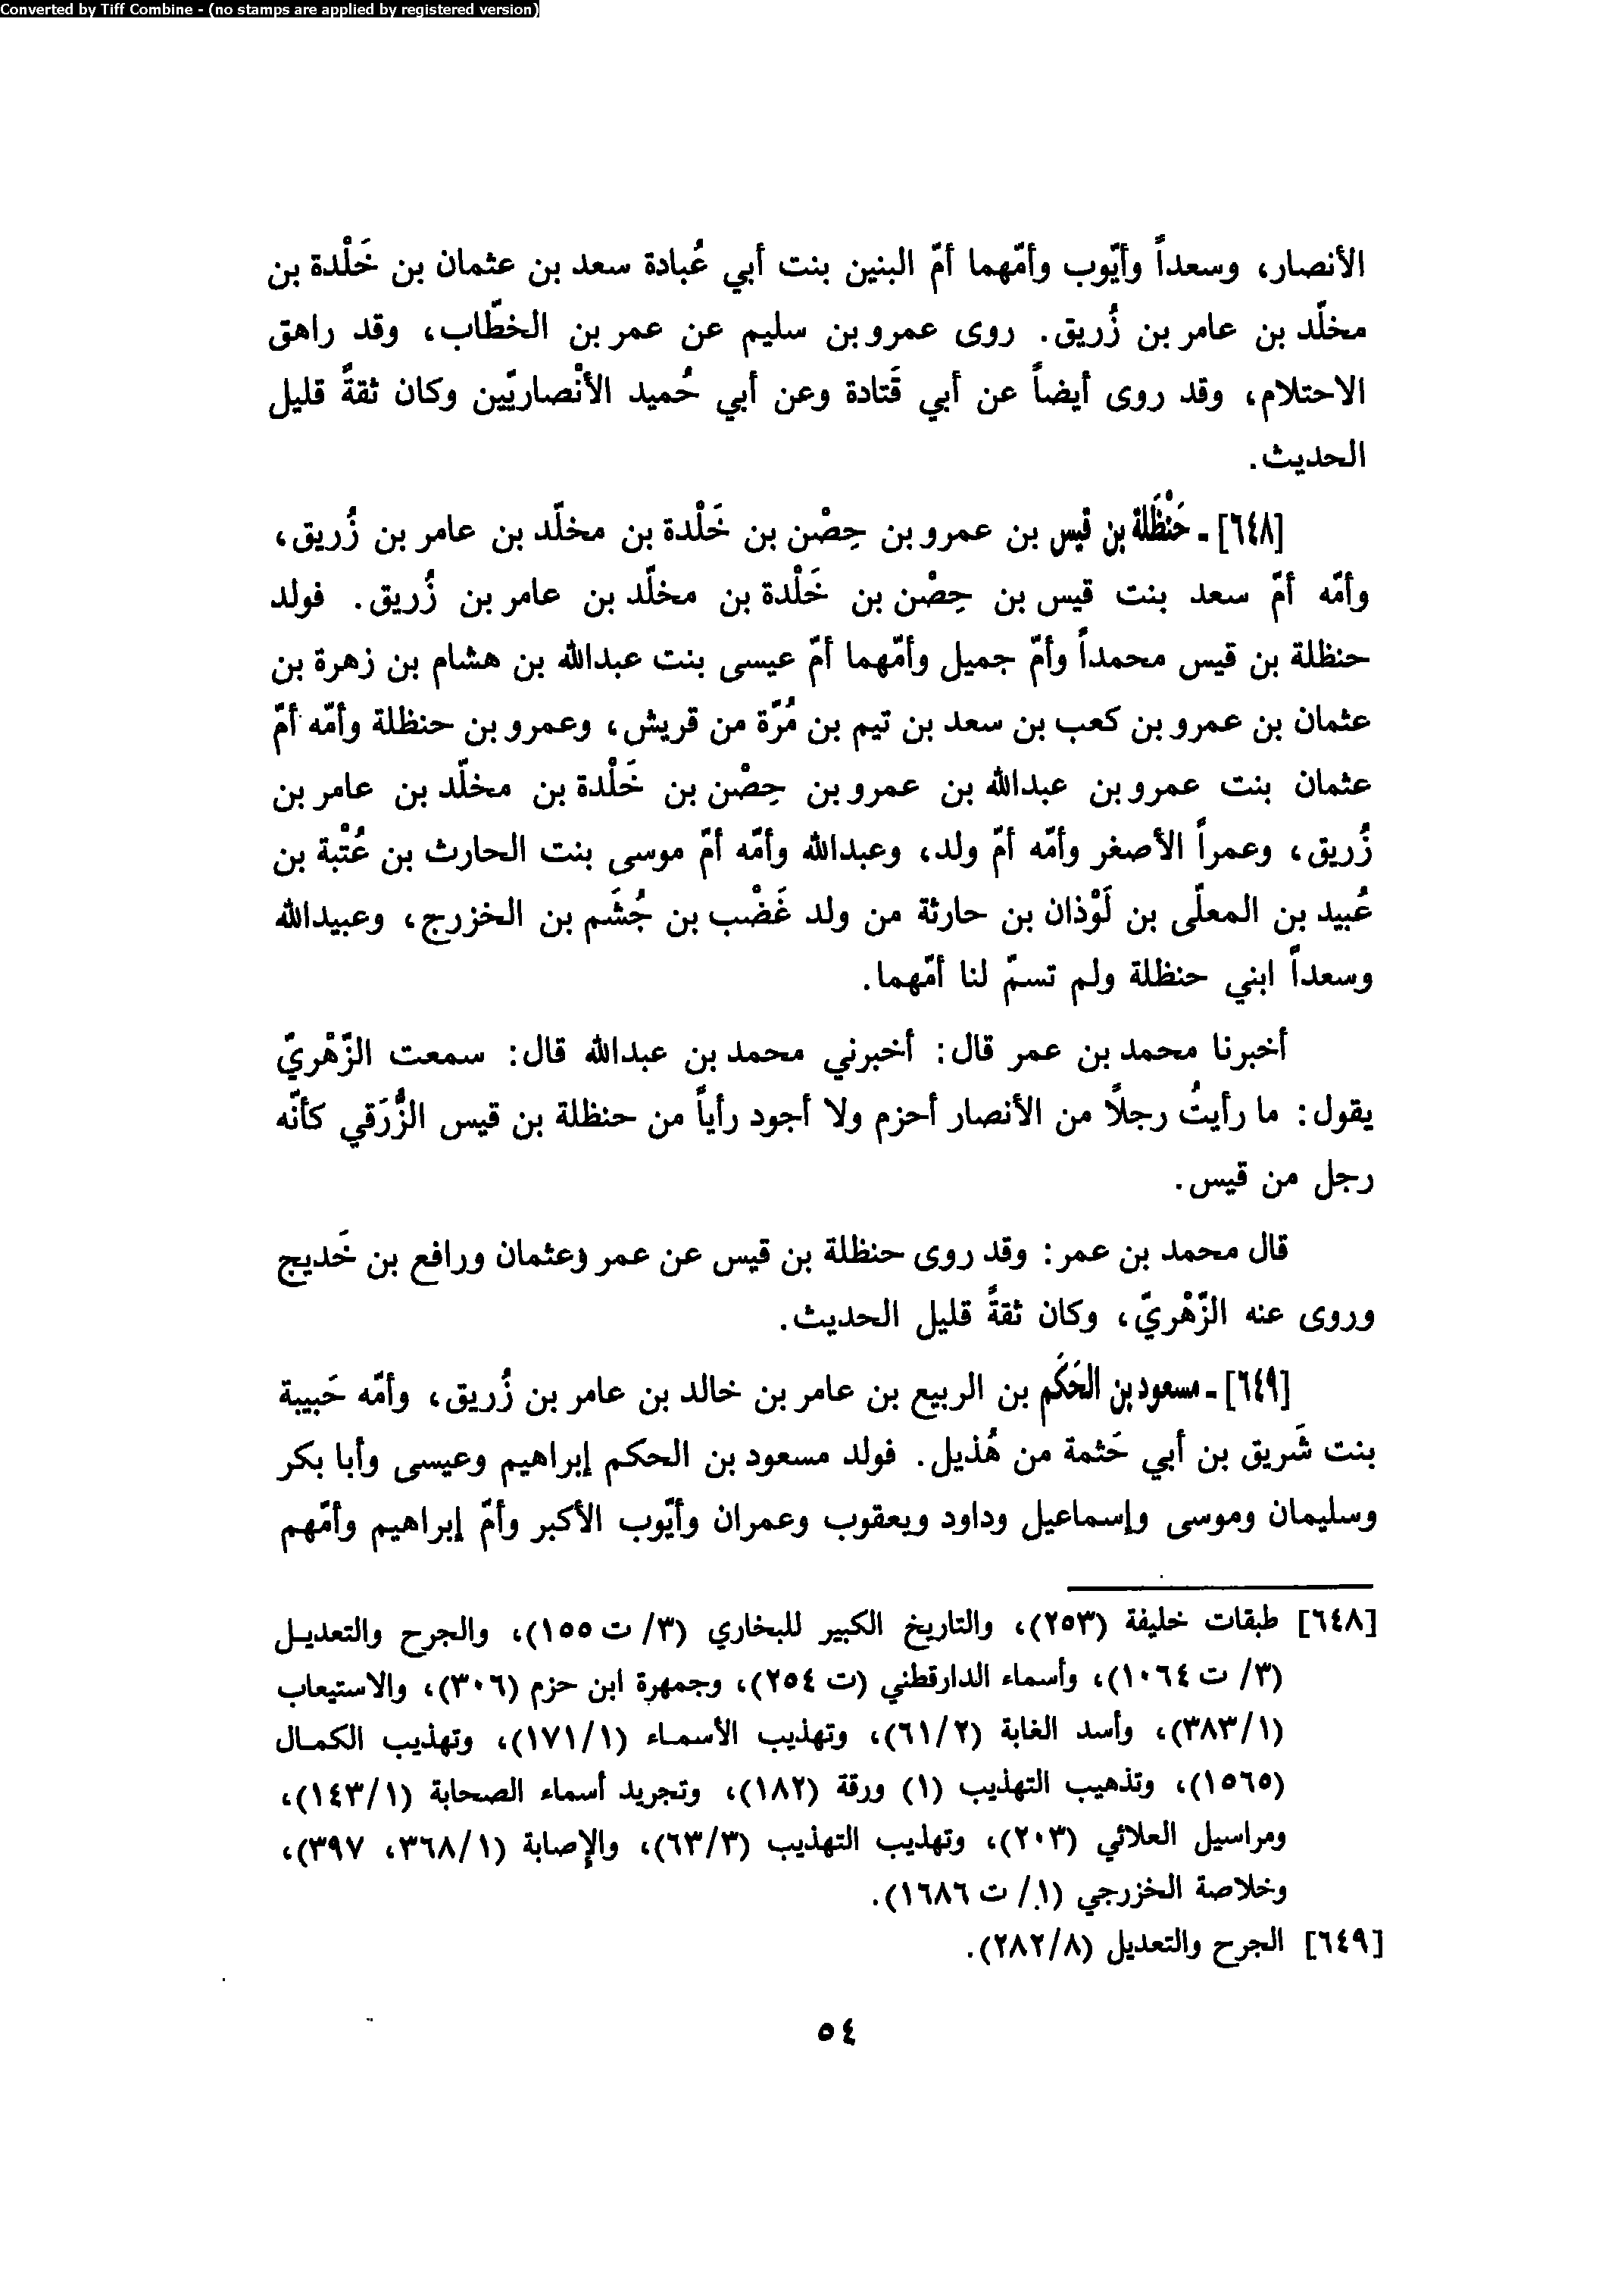 Converted by Tiff Combine - (no stamps are applied by registered version)
الأنصار، وسعداً وأيّوب وأمّهما أمّ البنين بنت أبي عُبادة سعد بن عثمان بن خَلْدة بن
مخلّد بن عامر بن زُريق. روى عمرو بن سليم عن عمر بن الخطّاب، وقد راهق
الاحتلام، وقد روى أيضاً عن أبي قَتادة وعن أبي حُميد الأنْصاريّين وكان ثقةً قليل
الحديث.
[٦٤٨] - حَنْظَلة بن قيس بن عمرو بن حِصْن بن خَلْدة بن مخلّد بن عامر بن زُريق،
وأمّه أمّ سعد بنت قيس بن حِصْن بن خَلْدة بن مخلّد بن عامر بن زُريق. فولد
حنظلة بن قيس محمداً وأمّ جميل وأمّهما أمّ عيسى بنت عبدالله بن هشام بن زهرة بن
عثمان بن عمرو بن كعب بن سعد بن تيم بن مُرّة من قريش، وعمرو بن حنظلة وأمّه أمّ
عثمان بنت عمرو بن عبدالله بن عمرو بن حِصْن بن خَلْدة بن مخلّد بن عامر بن
زُريق، وعمراً الأصغر وأمّه أمّ ولد، وعبدالله وأمّه أمّ موسى بنت الحارث بن عُتْبة بن
عُبيد بن المعلّى بن لَوْذان بن حارثة من ولد غَضْب بن جُشَم بن الخزرج، وعبيدالله
وسعداً ابني حنظلة ولم تسمّ لنا أمّهما.
أخبرنا محمد بن عمر قال: أخبرني محمد بن عبدالله قال: سمعت الزّهْريّ
يقول: ما رأيتُ رجلًا من الأنصار أحزم ولا أجود رأياً من حنظلة بن قيس الزُّرَقي كأنّه
رجل من قيس.
قال محمد بن عمر: وقد روى حنظلة بن قيس عن عمر وعثمان ورافع بن خَديج
وروى عنه الزّهْريّ، وكان ثقةً قليل الحديث.
[٦٤٩] - مسعود بن الحَكَم بن الربيع بن عامر بن خالد بن عامر بن زُريق، وأمّه حَبيبة
بنت شَريق بن أبي حَثمة من هُذيل. فولد مسعود بن الحكم إبراهيم وعيسى وأبا بكر
وسليمان وموسى وإسماعيل وداود ويعقوب وعمران وأيّوب الأكبر وأمّ إبراهيم وأمّهم
[٦٤٨] طبقات خليفة (٢٥٣)، والتاريخ الكبير للبخاري (٣/ ت ١٥٥)، والجرح والتعديل
(٣/ ت ١٠٦٤)، وأسماء الدارقطني (ت ٢٥٤)، وجمهرة ابن حزم (٣٠٦)، والاستيعاب
(٣٨٣/١)، وأسد الغابة (٦١/٢)، وتهذيب الأسماء (١٧١/١)، وتهذيب الكمال
(١٥٦٥)، وتذهيب التهذيب (١) ورقة (١٨٢)، وتجريد أسماء الصحابة (١٤٣/١)،
ومراسيل العلائي (٢٠٣)، وتهذيب التهذيب (٦٣/٣)، والإصابة (٣٦٨/١، ٣٩٧)،
وخلاصة الخزرجي (١/ ت ١٦٨٦).
[٦٤٩] الجرح والتعديل (٢٨٢/٨).
٥٤